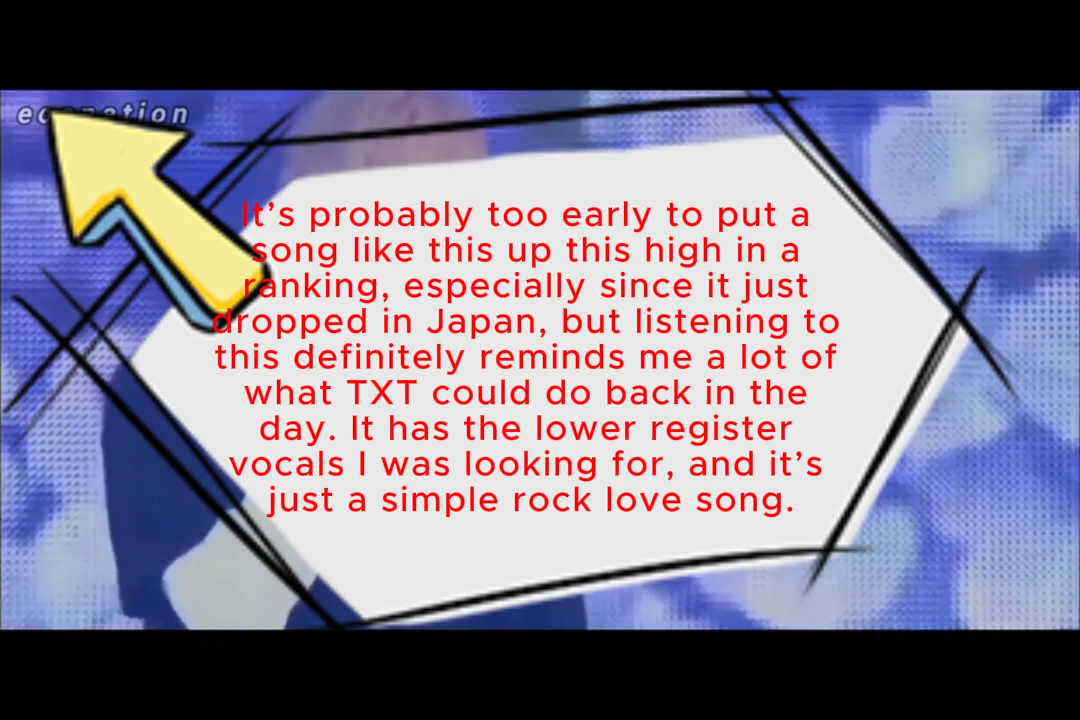 It's probably too early to put a
song like this up this high in a
ranking, especially since it just
dropped in Japan, but listening to
this definitely reminds me a lot of
what TXT could do back in the
day. It has the lower register
vocals I was looking for, and it's
just a simple rock love song.